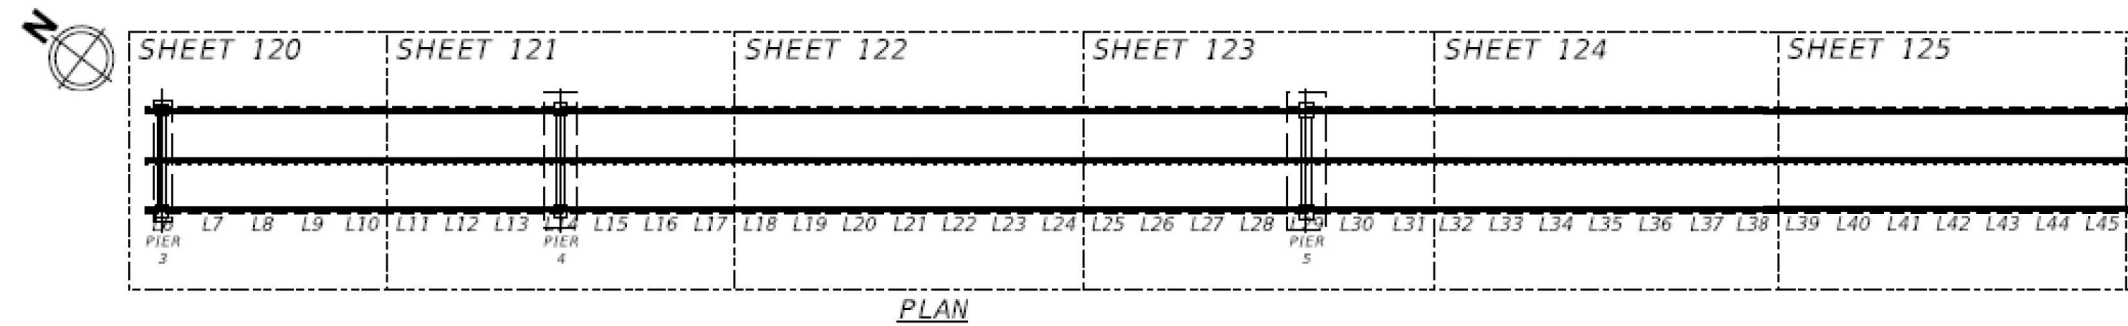 N
SHEET 120 SHEET 121 SHEET 122 SHEET 123 SHEET 124 SHEET 125
L7 L8 L9 L10 L11 L12 L13 L14 L15 L16 L17 L18 L19 L20 L21 L22 L23 L24 L25 L26 L27 L28 L29 L30 L31 L32 L33 L34 L35 L36 L37 L38 L39 L40 L41 L42 L43 L44 L45
PIER PIER PIER
3 4 5
PLAN